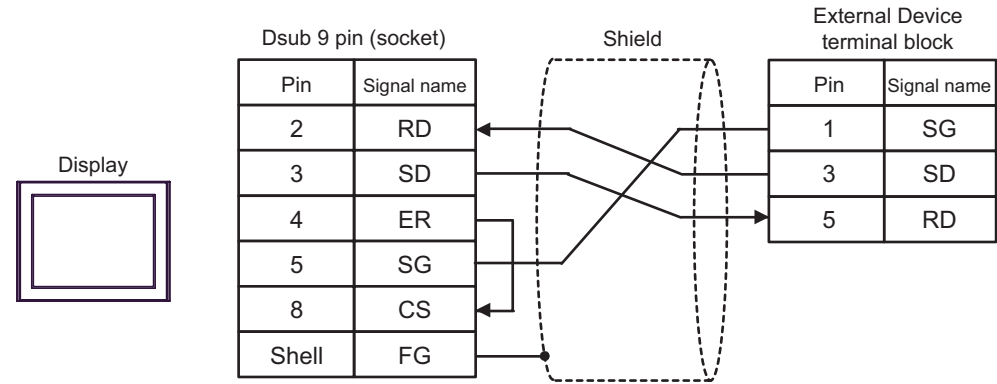 External Device
terminal block
Dsub 9 pin (socket)
Shield
Pin Signal name
2 RD
3 SD
4 ER
5 SG
8 CS
Shell FG
Pin Signal name
1 SG
3 SD
5 RD
Display